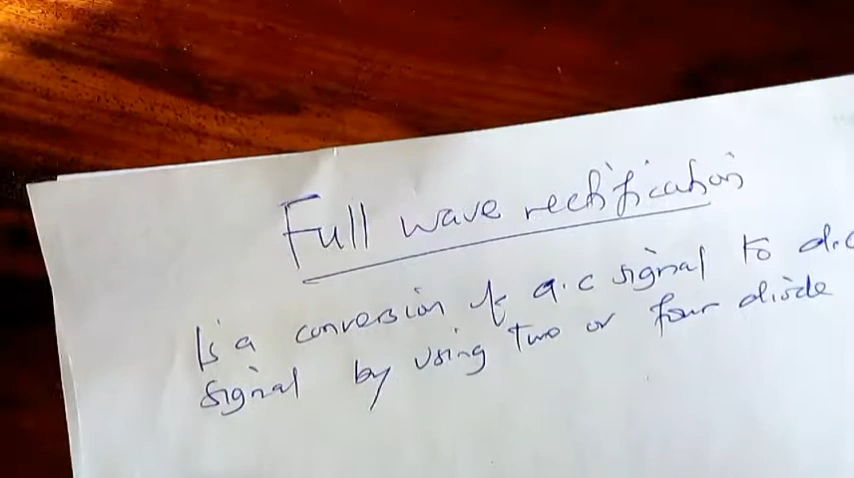 Full wave rectification
Is a conversion of a.c signal to d.c
signal by using two or four diode